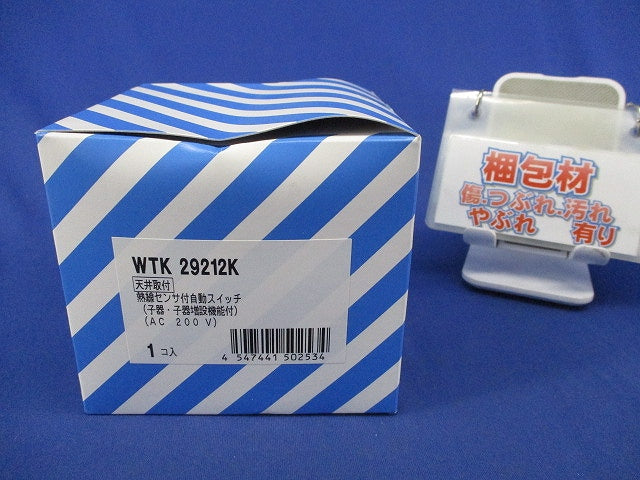 WTK 29212K
天井取付
熱線センサ付自動スイッチ
(子器・子器増設機能付)
(AC 200V)
1コ入
4 547441 502534
梱包材
傷・つぶれ・汚れ
やぶれ 有り